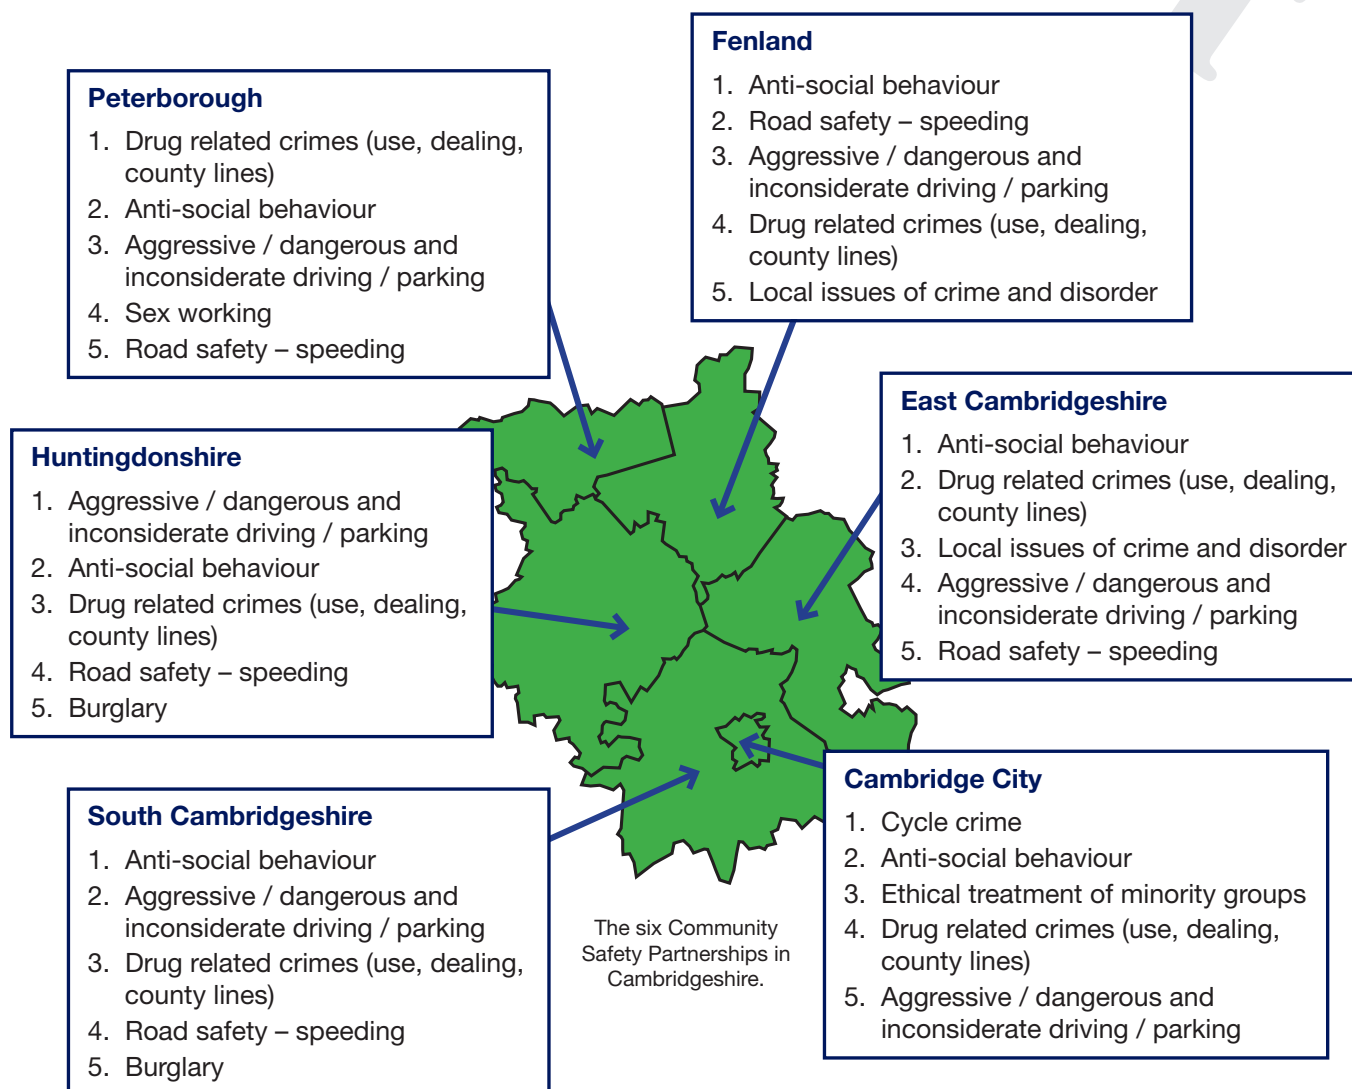 Peterborough
1. Drug related crimes (use, dealing,
county lines)
2. Anti-social behaviour
3. Aggressive / dangerous and
inconsiderate driving / parking
4. Sex working
5. Road safety – speeding
Fenland
1. Anti-social behaviour
2. Road safety – speeding
3. Aggressive / dangerous and
inconsiderate driving / parking
4. Drug related crimes (use, dealing,
county lines)
5. Local issues of crime and disorder
Huntingdonshire
1. Aggressive / dangerous and
inconsiderate driving / parking
2. Anti-social behaviour
3. Drug related crimes (use, dealing,
county lines)
4. Road safety – speeding
5. Burglary
East Cambridgeshire
1. Anti-social behaviour
2. Drug related crimes (use, dealing,
county lines)
3. Local issues of crime and disorder
4. Aggressive / dangerous and
inconsiderate driving / parking
5. Road safety – speeding
South Cambridgeshire
1. Anti-social behaviour
2. Aggressive / dangerous and
inconsiderate driving / parking
3. Drug related crimes (use, dealing,
county lines)
4. Road safety – speeding
5. Burglary
The six Community
Safety Partnerships in
Cambridgeshire.
Cambridge City
1. Cycle crime
2. Anti-social behaviour
3. Ethical treatment of minority groups
4. Drug related crimes (use, dealing,
county lines)
5. Aggressive / dangerous and
inconsiderate driving / parking